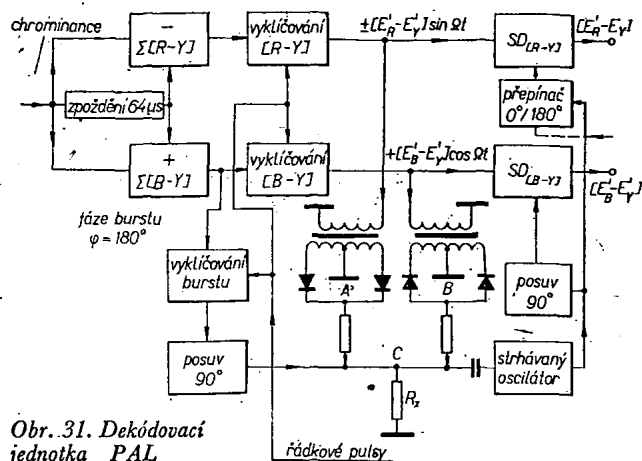 chrominance
−
Σ[R–Y]
vyklíčování
[R–Y]
±[E'R–E'Y] sin Ωt
SD[R–Y]
[E'R–E'Y]
zpoždění 64μs
přepínač
0°/180°
+
Σ[B–Y]
vyklíčování
[B–Y]
+[E'B–E'Y] cos Ωt
SD[B–Y]
[E'B–E'Y]
fáze burstu
φ = 180°
vyklíčování
burstu
A
B
posuv
90°
posuv
90°
C
strhávaný
oscilátor
Rz
řádkové pulsy
Obr. 31. Dekódovací
jednotka PAL